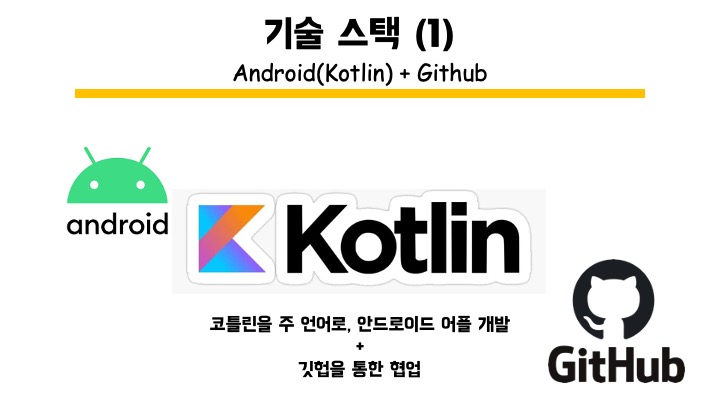 기술 스택 (1)
Android(Kotlin) + Github
android
Kotlin
코틀린을 주 언어로, 안드로이드 어플 개발
+
깃헙을 통한 협업
GitHub